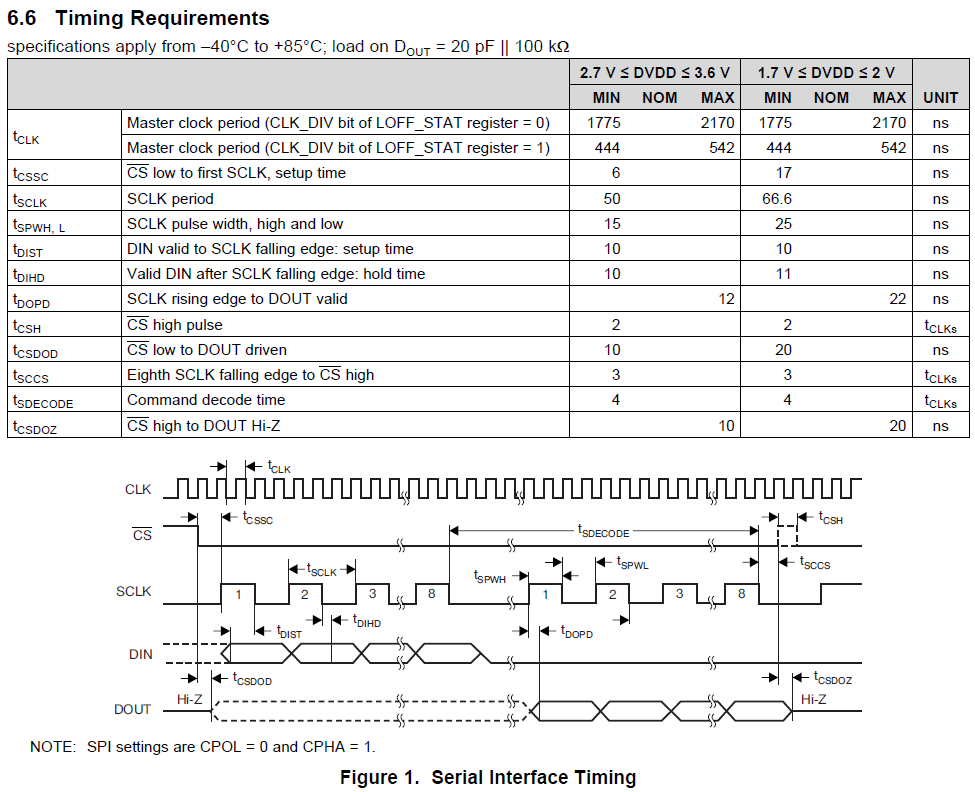 6.6 Timing Requirements
specifications apply from –40°C to +85°C; load on DOUT = 20 pF || 100 kΩ
2.7 V ≤ DVDD ≤ 3.6 V 1.7 V ≤ DVDD ≤ 2 V
MIN NOM MAX MIN NOM MAX UNIT
tCLK Master clock period (CLK_DIV bit of LOFF_STAT register = 0) 1775 2170 1775 2170 ns
Master clock period (CLK_DIV bit of LOFF_STAT register = 1) 444 542 444 542 ns
tCSSC CS low to first SCLK, setup time 6 17 ns
tSCLK SCLK period 50 66.6 ns
tSPWH, L SCLK pulse width, high and low 15 25 ns
tDIST DIN valid to SCLK falling edge: setup time 10 10 ns
tDIHD Valid DIN after SCLK falling edge: hold time 10 11 ns
tDOPD SCLK rising edge to DOUT valid 12 22 ns
tCSH CS high pulse 2 2 tCLKs
tCSDOD CS low to DOUT driven 10 20 ns
tSCCS Eighth SCLK falling edge to CS high 3 3 tCLKs
tSDECODE Command decode time 4 4 tCLKs
tCSDOZ CS high to DOUT Hi-Z 10 20 ns
tCLK
CLK
tCSSC
tCSH
CS
tSDECODE
tSCLK
tSPWH
tSPWL
tSCCS
SCLK
1 2 3 8 1 2 3 8
tDIST
tDIHD
tDOPD
DIN
tCSDOD
tCSDOZ
Hi-Z
Hi-Z
DOUT
NOTE: SPI settings are CPOL = 0 and CPHA = 1.
Figure 1. Serial Interface Timing